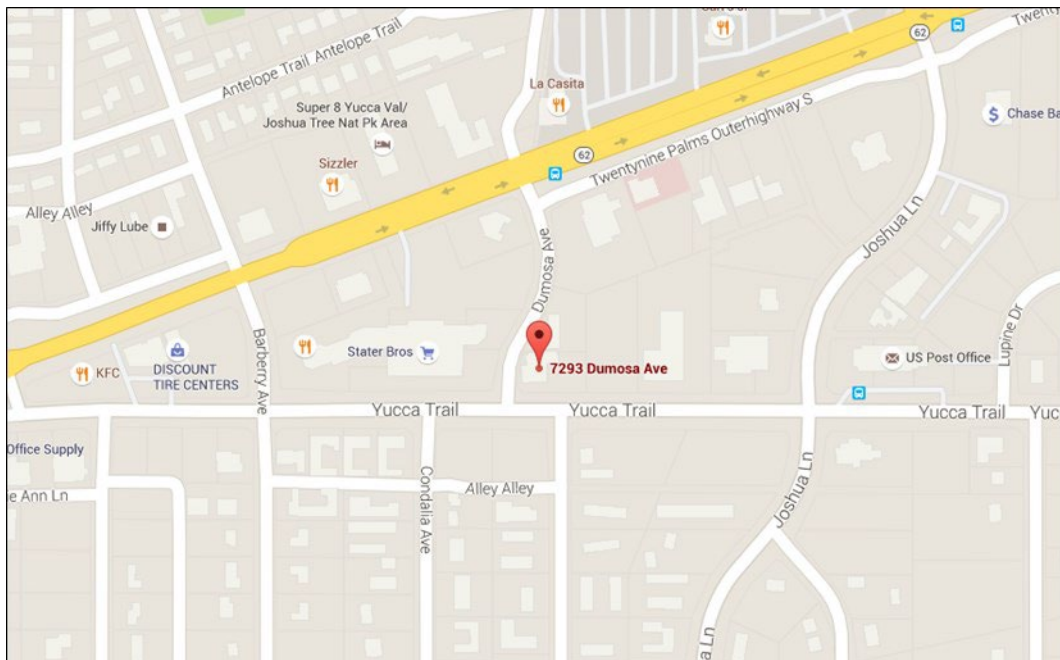 62
Twenty
Antelope Trail Antelope Trail
La Casita
Super 8 Yucca Val/
Joshua Tree Nat Pk Area
$
Chase Ba
62
Twentynine Palms Outerhighway S
Sizzler
Alley Alley
Jiffy Lube
Joshua Ln
Dumosa Ave
Barberry Ave
Lupine Dr
Stater Bros
US Post Office
KFC
DISCOUNT
TIRE CENTERS
7293 Dumosa Ave
Yucca Trail
Yucca Trail
Yucca Trail
Yuc
Office Supply
Condalia Ave
Alley Alley
Joshua Ln
e Ann Ln
a Ln